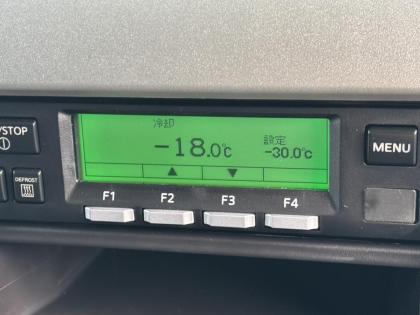 冷却
-18.0℃
設定
-30.0℃
▲ ▼
/STOP
MENU
DEFROST
F1 F2 F3 F4